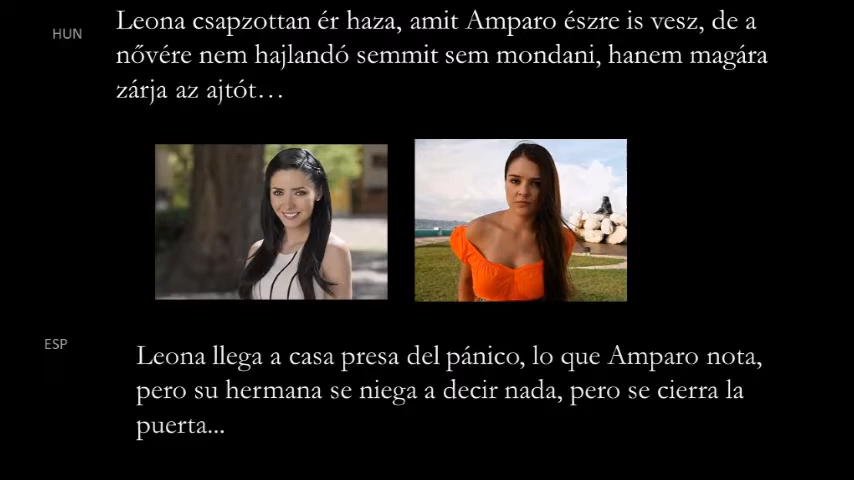 HUN
Leona csapzottan ér haza, amit Amparo észre is vesz, de a
nővére nem hajlandó semmit sem mondani, hanem magára
zárja az ajtót…
ESP
Leona llega a casa presa del pánico, lo que Amparo nota,
pero su hermana se niega a decir nada, pero se cierra la
puerta...